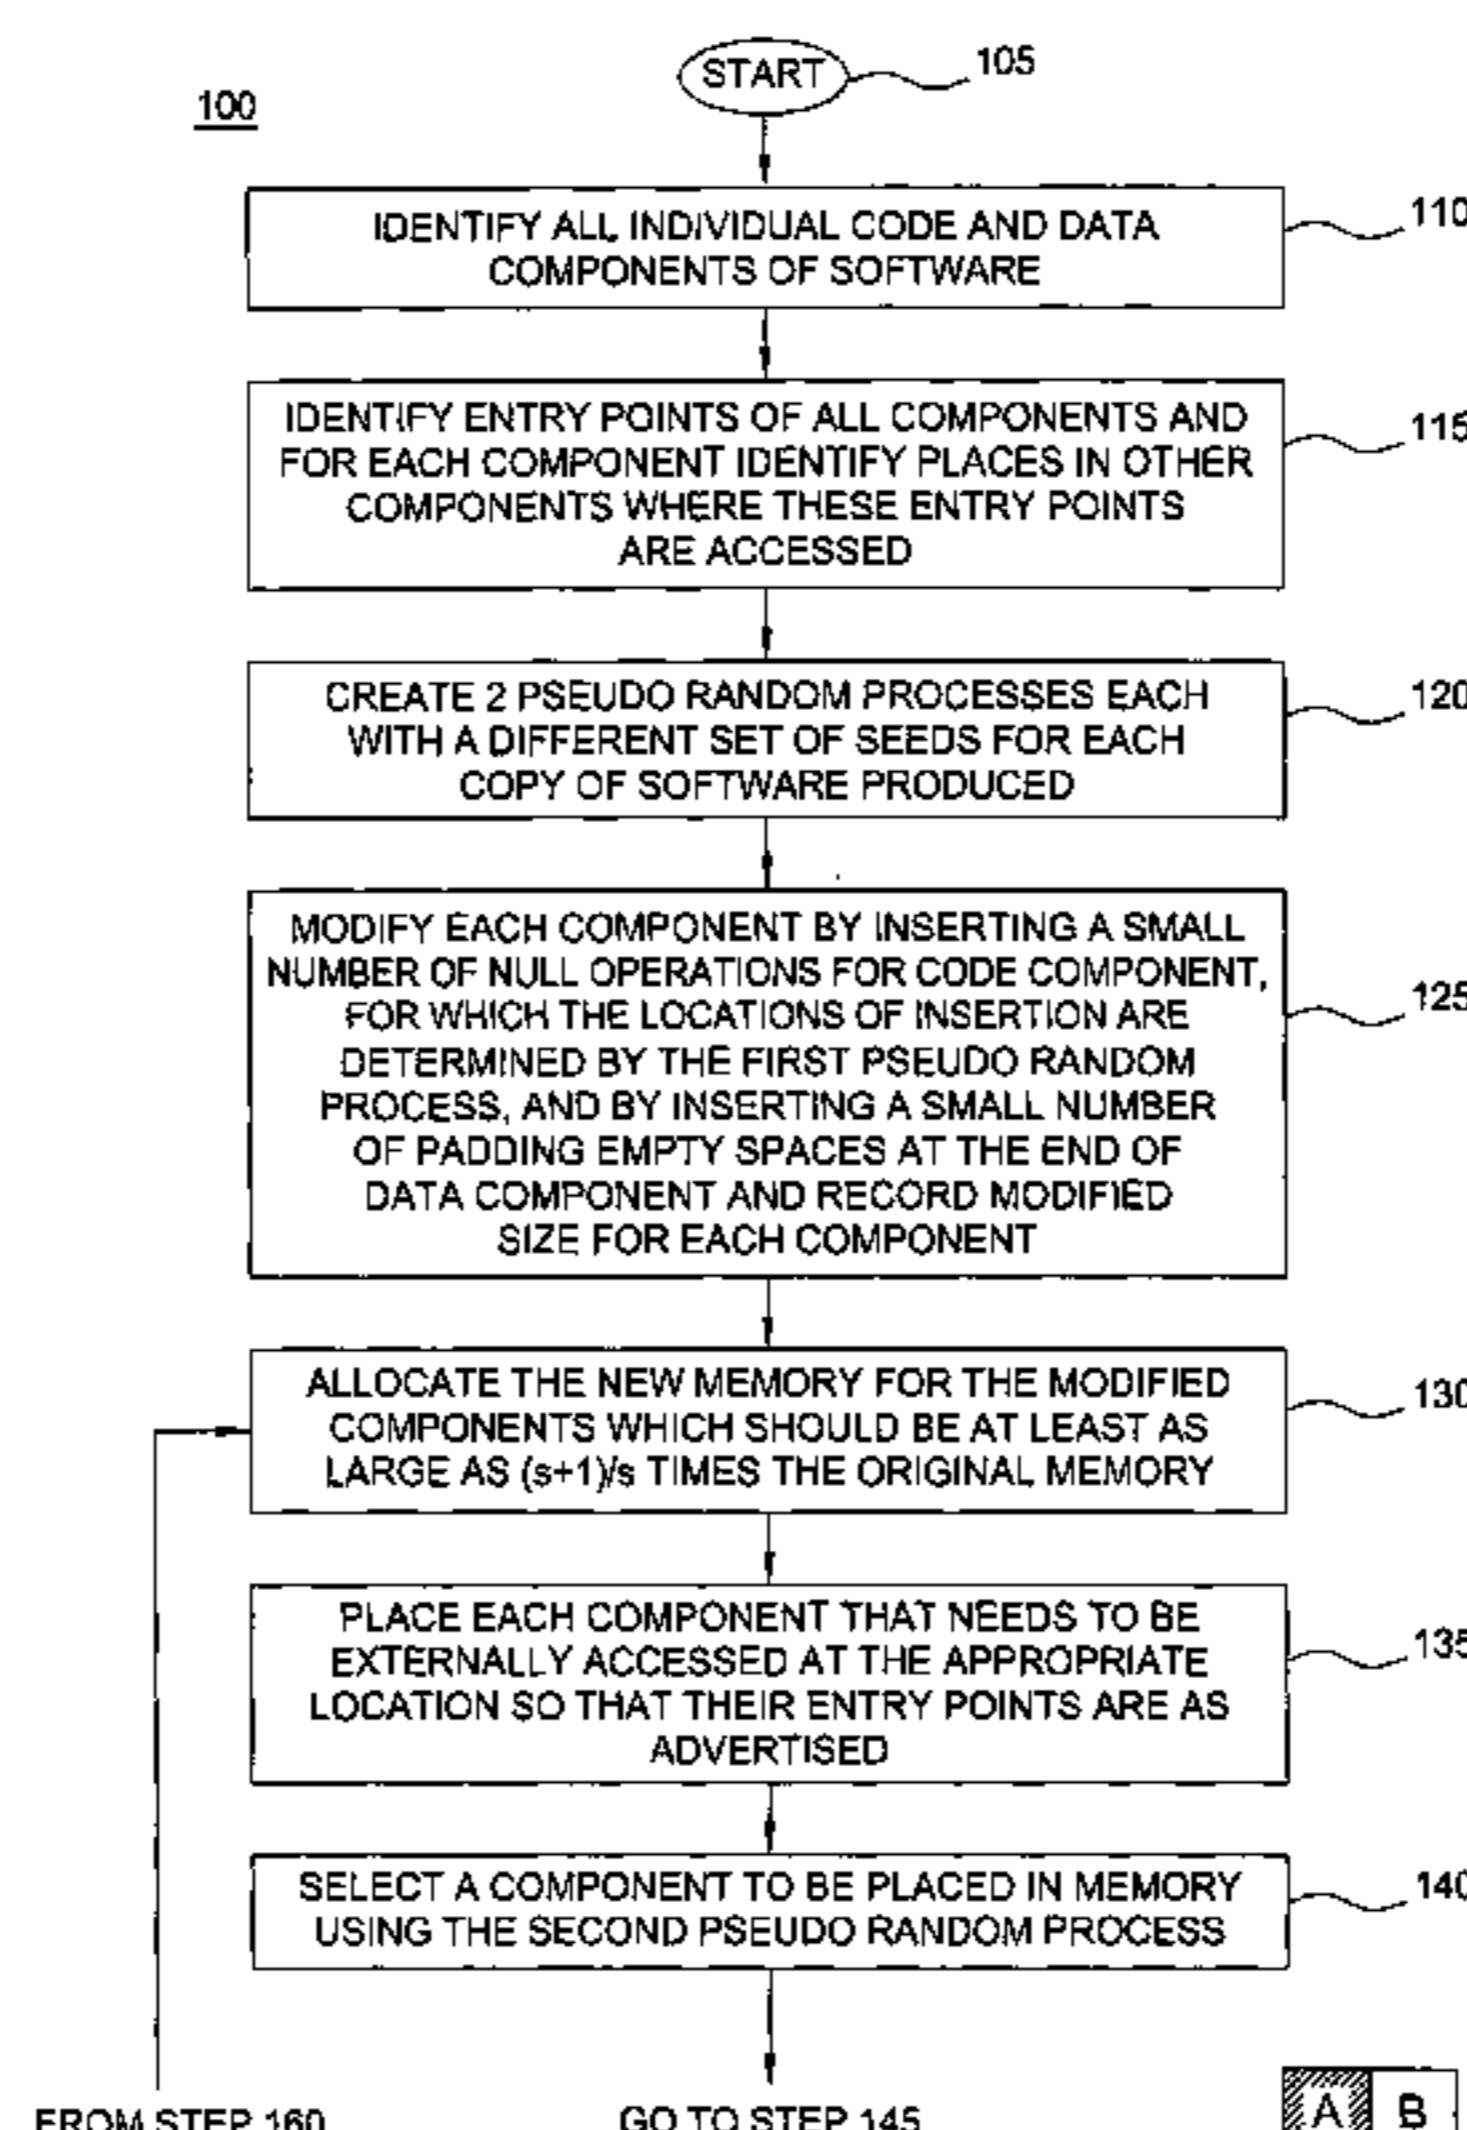 START
105
100
IDENTIFY ALL INDIVIDUAL CODE AND DATA
COMPONENTS OF SOFTWARE
110
IDENTIFY ENTRY POINTS OF ALL COMPONENTS AND
FOR EACH COMPONENT IDENTIFY PLACES IN OTHER
COMPONENTS WHERE THESE ENTRY POINTS
ARE ACCESSED
115
CREATE 2 PSEUDO RANDOM PROCESSES EACH
WITH A DIFFERENT SET OF SEEDS FOR EACH
COPY OF SOFTWARE PRODUCED
120
MODIFY EACH COMPONENT BY INSERTING A SMALL
NUMBER OF NULL OPERATIONS FOR CODE COMPONENT,
FOR WHICH THE LOCATIONS OF INSERTION ARE
DETERMINED BY THE FIRST PSEUDO RANDOM
PROCESS, AND BY INSERTING A SMALL NUMBER
OF PADDING EMPTY SPACES AT THE END OF
DATA COMPONENT AND RECORD MODIFIED
SIZE FOR EACH COMPONENT
125
ALLOCATE THE NEW MEMORY FOR THE MODIFIED
COMPONENTS WHICH SHOULD BE AT LEAST AS
LARGE AS (s+1)/s TIMES THE ORIGINAL MEMORY
130
PLACE EACH COMPONENT THAT NEEDS TO BE
EXTERNALLY ACCESSED AT THE APPROPRIATE
LOCATION SO THAT THEIR ENTRY POINTS ARE AS
ADVERTISED
135
SELECT A COMPONENT TO BE PLACED IN MEMORY
USING THE SECOND PSEUDO RANDOM PROCESS
140
FROM STEP 160
GO TO STEP 145
A B